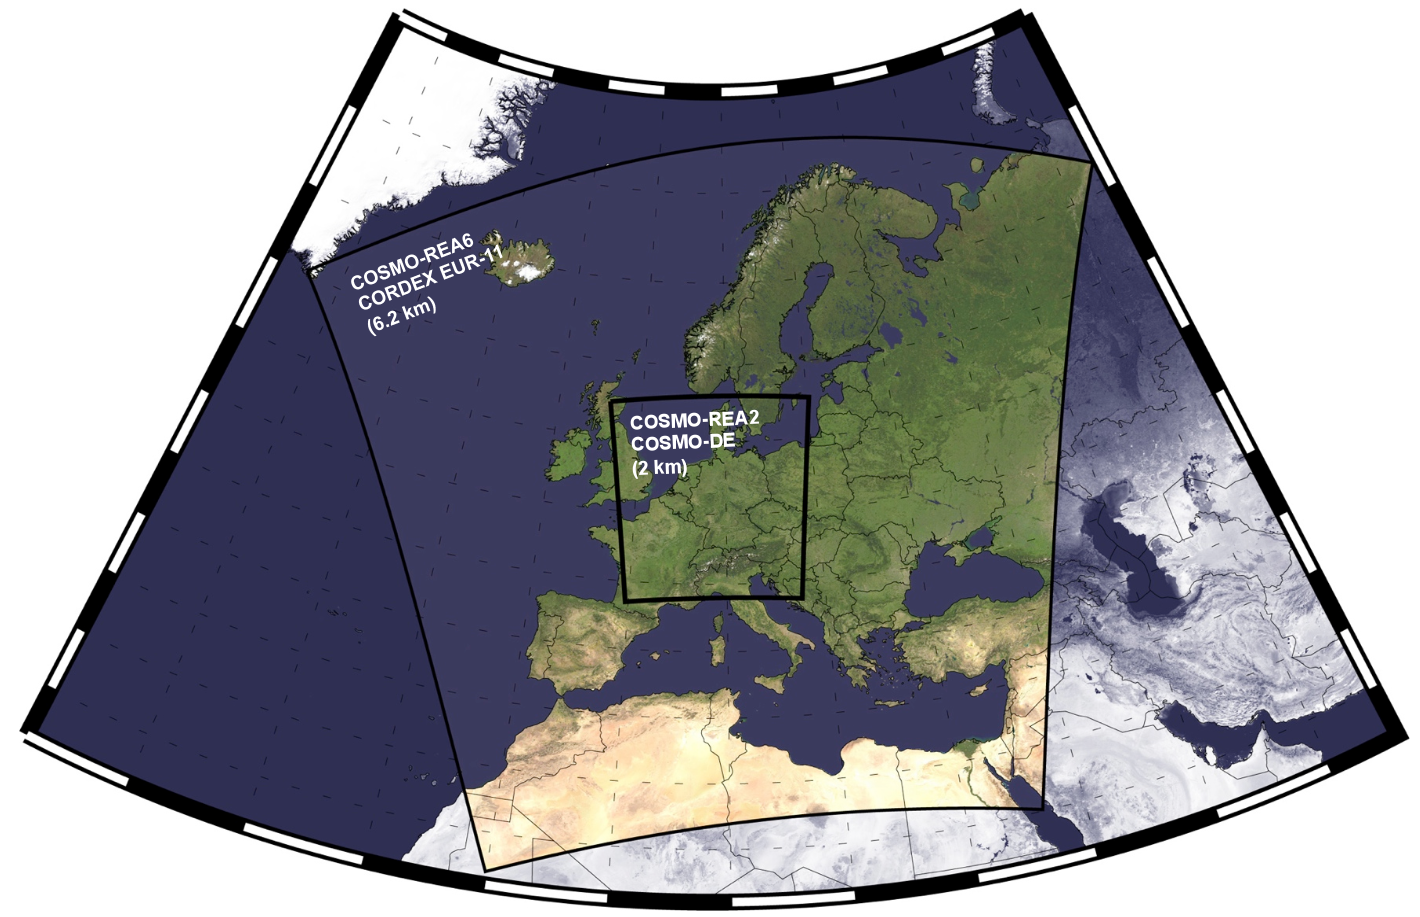 COSMO-REA6
CORDEX EUR-11
(6.2 km)
COSMO-REA2
COSMO-DE
(2 km)